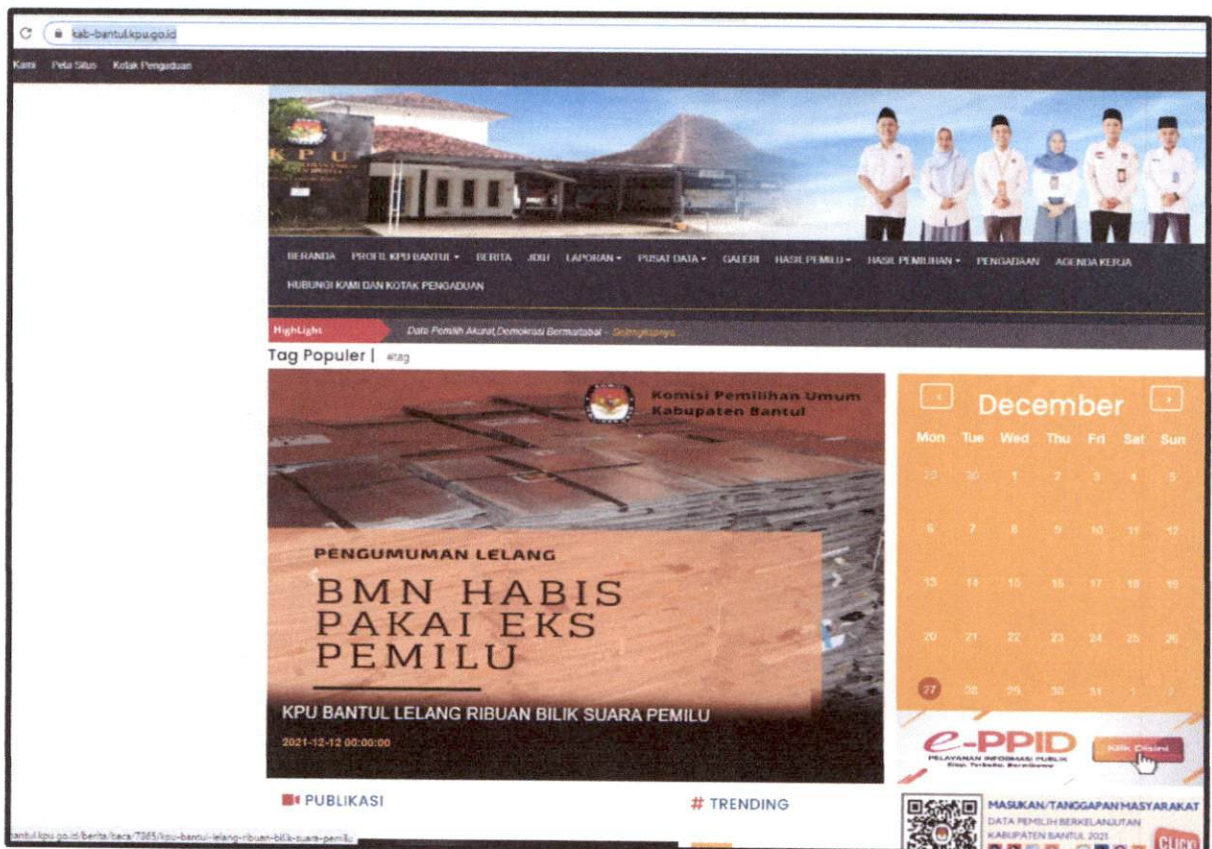 kab-bantul.kpu.go.id
Kami Peta Situs Kotak Pengaduan
KPU
BERANDA PROFIL KPU BANTUL BERITA JDIH LAPORAN PUSAT DATA GALERI HASIL PEMILU HASIL PEMILIHAN PENGADAAN AGENDA KERJA
HUBUNGI KAMI DAN KOTAK PENGADUAN
HighLight Data Pemilih Akurat,Demokrasi Bermartabat - Selengkapnya...
Tag Populer | #tag
Komisi Pemilihan Umum
Kabupaten Bantul
PENGUMUMAN LELANG
BMN HABIS
PAKAI EKS
PEMILU
KPU BANTUL LELANG RIBUAN BILIK SUARA PEMILU
2021-12-12 00:00:00
December
Mon Tue Wed Thu Fri Sat Sun
29 30 1 2 3 4 5
6 7 8 9 10 11 12
13 14 15 16 17 18 19
20 21 22 23 24 25 26
27 28 29 30 31 1 2
e-PPID
PELAYANAN INFORMASI PUBLIK
Klik Disini
PUBLIKASI
# TRENDING
MASUKAN/TANGGAPAN MASYARAKAT
DATA PEMILIH BERKELANJUTAN
KABUPATEN BANTUL 2021
CLICK
bantul.kpu.go.id/berita/baca/7865/kpu-bantul-lelang-ribuan-bilik-suara-pemilu